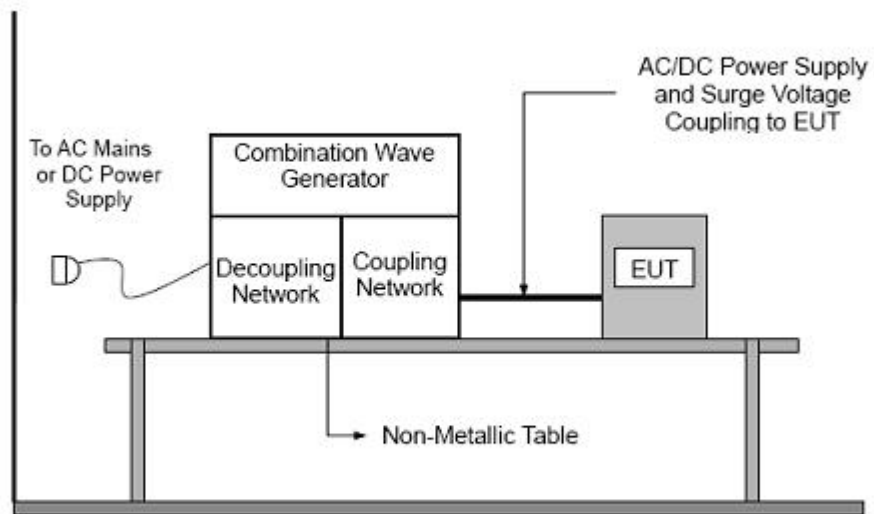 AC/DC Power Supply
and Surge Voltage
Coupling to EUT
To AC Mains
or DC Power
Supply
Combination Wave
Generator
Decoupling
Network
Coupling
Network
EUT
Non-Metallic Table